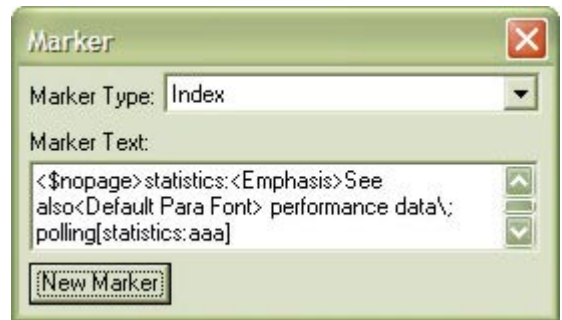 Marker
Marker Type: Index
Marker Text:
<$nopage>statistics:<Emphasis>See
also<Default Para Font> performance data\;
polling[statistics:aaa]
New Marker